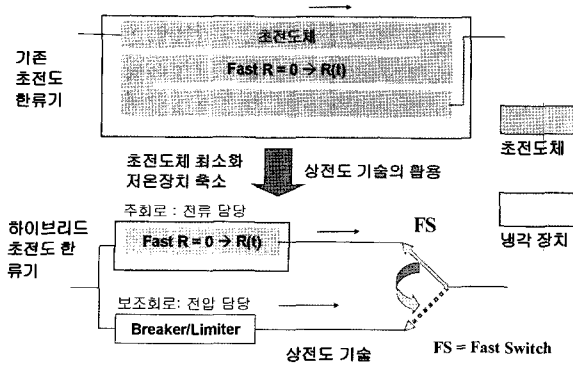 기존
초전도
한류기
초전도체
Fast R = 0 → R(t)
초전도체 최소화
저온장치 축소
상전도 기술의 활용
초전도체
냉각 장치
하이브리드
초전도 한
류기
주회로 : 전류 담당
Fast R = 0 → R(t)
FS
보조회로: 전압 담당
Breaker/Limiter
상전도 기술
FS = Fast Switch